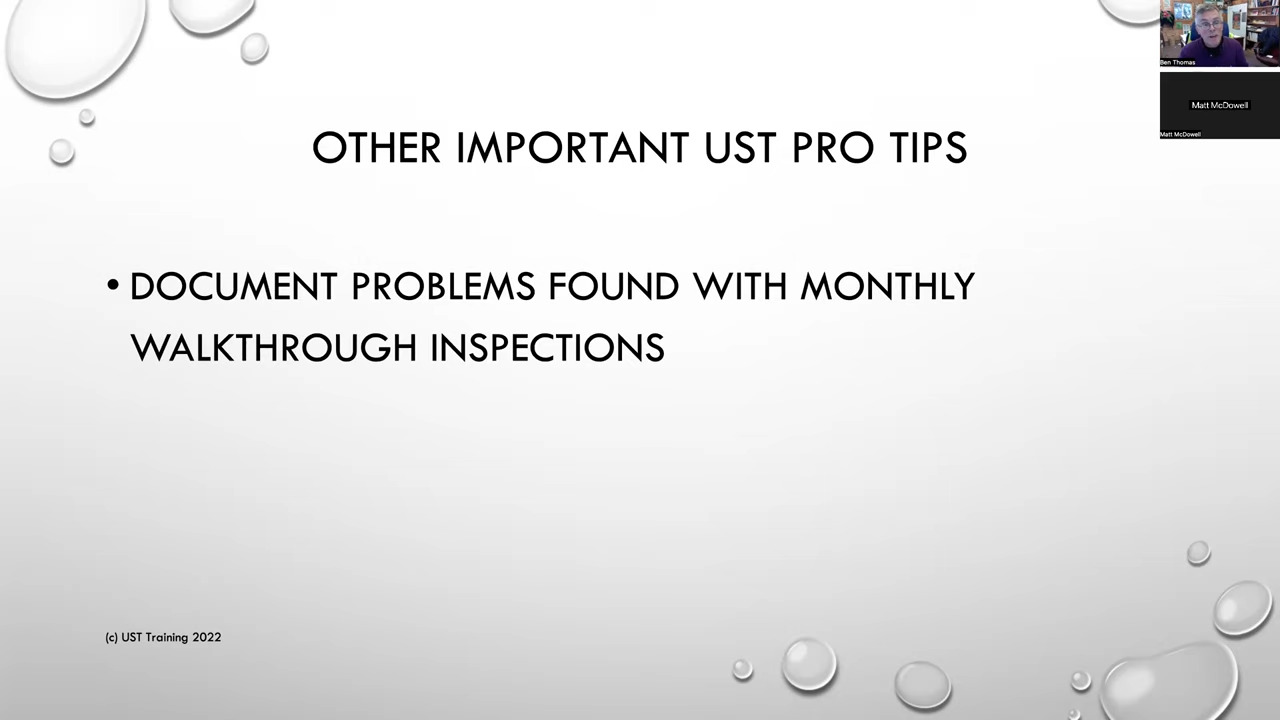 OTHER IMPORTANT UST PRO TIPS
• DOCUMENT PROBLEMS FOUND WITH MONTHLY
WALKTHROUGH INSPECTIONS
(c) UST Training 2022
Ben Thomas
Matt McDowell
Matt McDowell